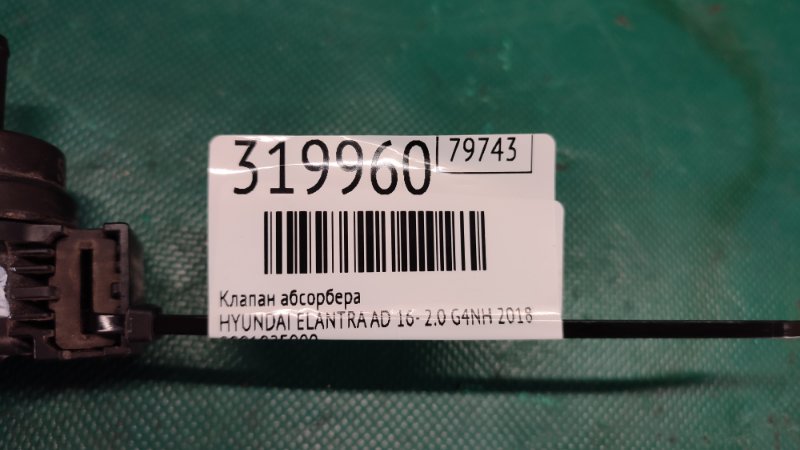 319960 79743
Клапан абсорбера
HYUNDAI ELANTRA AD 16- 2.0 G4NH 2018